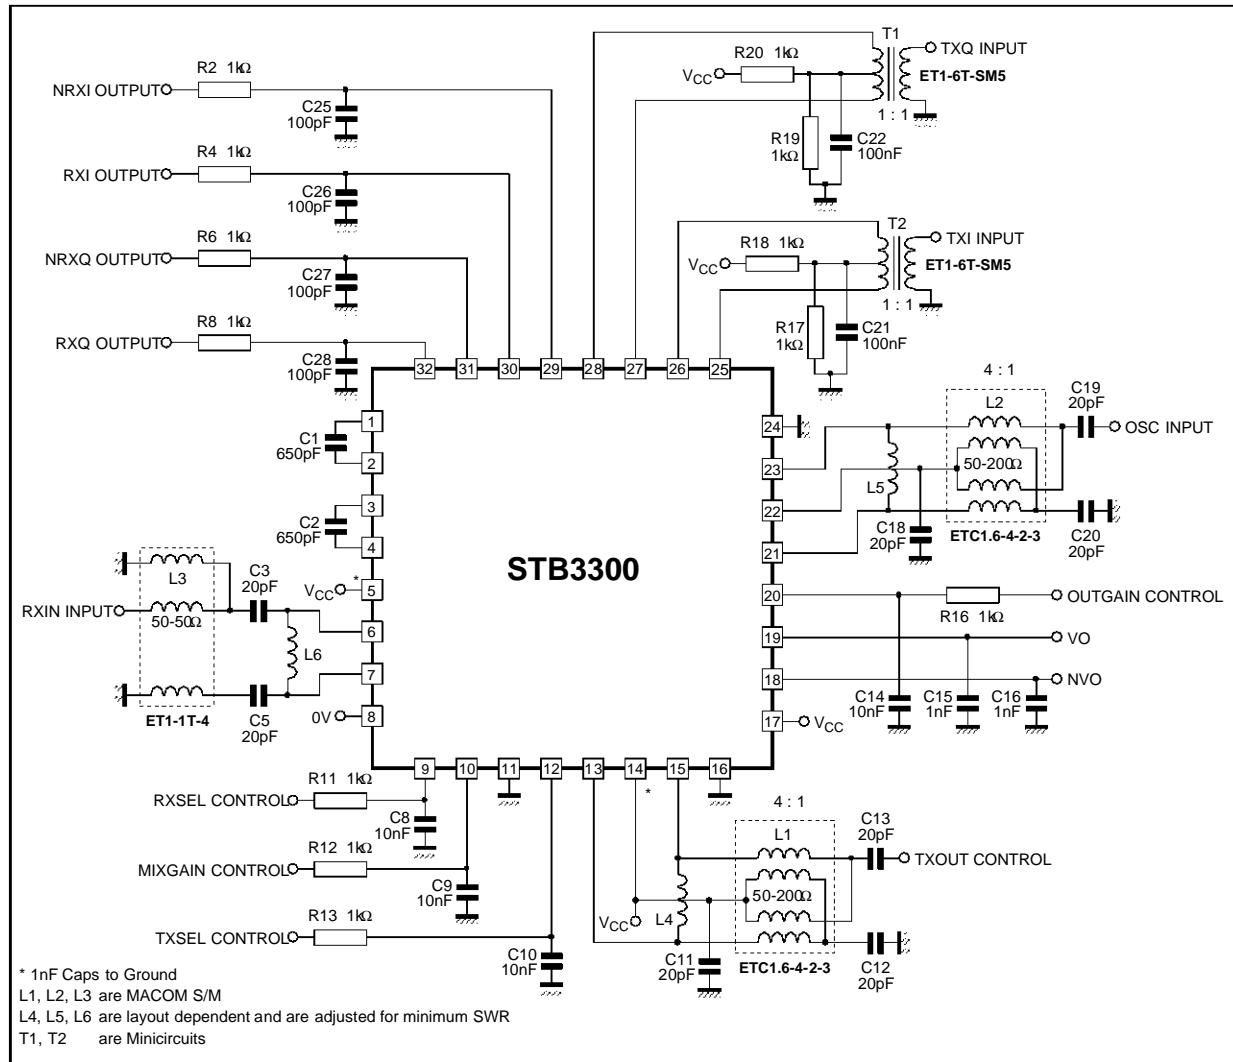 T1
R20 1kΩ
TXQ INPUT
VCC
ET1-6T-SM5
1 : 1
R19
1kΩ
C22
100nF
R2 1kΩ
NRXI OUTPUT
C25
100pF
R4 1kΩ
RXI OUTPUT
C26
100pF
R6 1kΩ
NRXQ OUTPUT
C27
100pF
R8 1kΩ
RXQ OUTPUT
C28
100pF
T2
R18 1kΩ
TXI INPUT
VCC
ET1-6T-SM5
1 : 1
R17
1kΩ
C21
100nF
32 31 30 29 28 27 26 25
4 : 1
L2
C19
20pF
OSC INPUT
50-200Ω
L5
C18
20pF
ETC1.6-4-2-3
C20
20pF
1
C1
650pF
2
3
C2
650pF
4
VCC
*
5
6
7
0V
8
STB3300
24
23
22
21
20
19
18
17
L3
C3
20pF
RXIN INPUT
50-50Ω
L6
ET1-1T-4
C5
20pF
OUTGAIN CONTROL
R16 1kΩ
VO
NVO
C14
10nF
C15
1nF
C16
1nF
VCC
9 10 11 12 13 14 15 16
*
R11 1kΩ
RXSEL CONTROL
C8
10nF
R12 1kΩ
MIXGAIN CONTROL
C9
10nF
R13 1kΩ
TXSEL CONTROL
C10
10nF
4 : 1
L1
C13
20pF
TXOUT CONTROL
50-200Ω
VCC
L4
C11
20pF
ETC1.6-4-2-3
C12
20pF
* 1nF Caps to Ground
L1, L2, L3 are MACOM S/M
L4, L5, L6 are layout dependent and are adjusted for minimum SWR
T1, T2 are Minicircuits